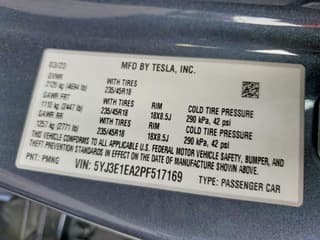 MFD BY TESLA, INC.
03/23
GVWR
2125 kg (4684 lb) WITH TIRES
235/45R18
GAWR FRT WITH TIRES RIM COLD TIRE PRESSURE
1110 kg (2447 lb) 235/45R18 18X8.5J 290 kPa, 42 psi
GAWR RR WITH TIRES RIM COLD TIRE PRESSURE
1257 kg (2771 lb) 235/45R18 18X8.5J 290 kPa, 42 psi
THIS VEHICLE CONFORMS TO ALL APPLICABLE U.S. FEDERAL MOTOR VEHICLE SAFETY, BUMPER, AND
THEFT PREVENTION STANDARDS IN EFFECT ON THE DATE OF MANUFACTURE SHOWN ABOVE.
PNT: PMNG VIN: 5YJ3E1EA2PF517169 TYPE: PASSENGER CAR